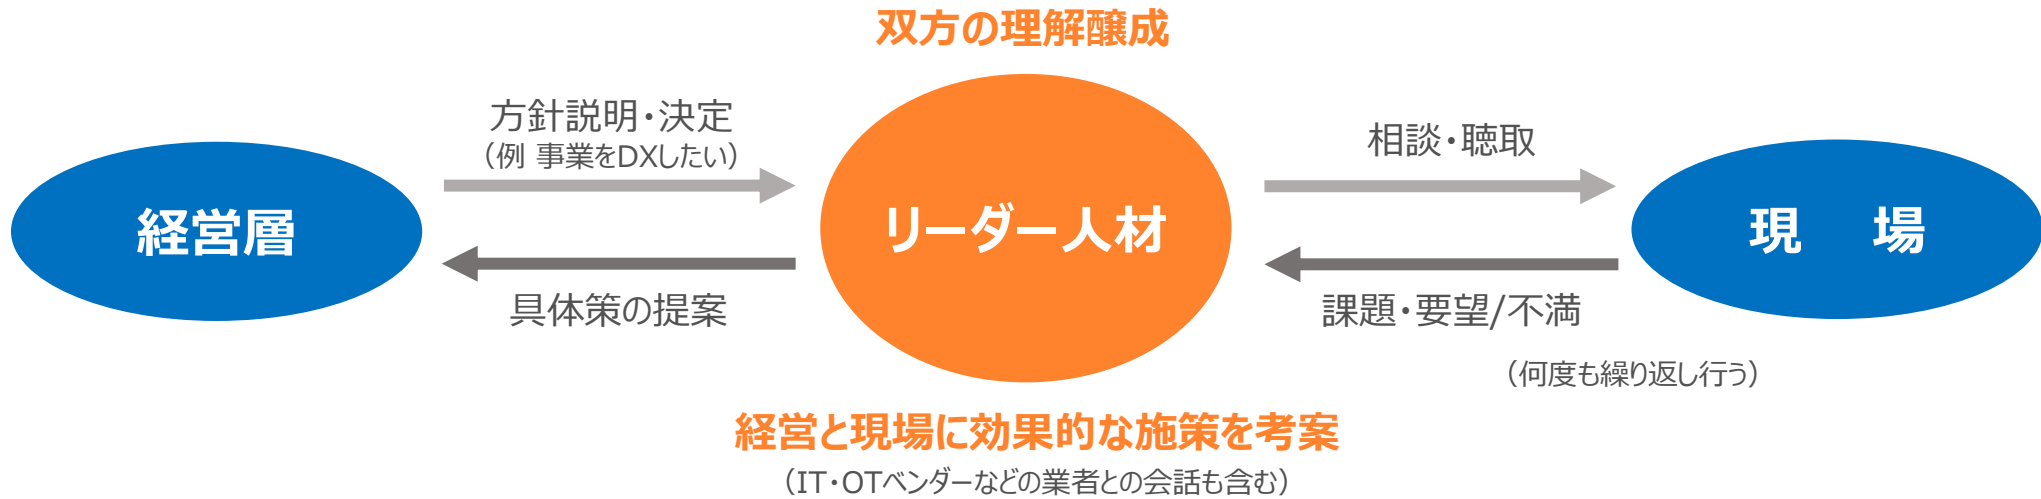 双方の理解醸成
方針説明・決定
（例 事業をDXしたい）
相談・聴取
経営層
リーダー人材
現 場
具体策の提案
課題・要望/不満
（何度も繰り返し行う）
経営と現場に効果的な施策を考案
（IT・OTベンダーなどの業者との会話も含む）